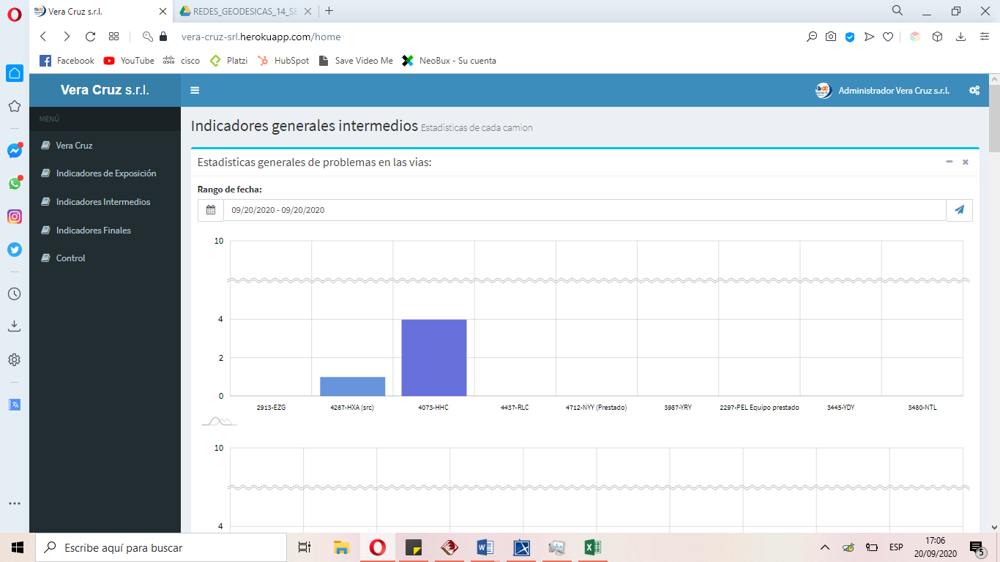 Vera Cruz s.r.l.
REDES_GEODESICAS_14_SE
vera-cruz-srl.herokuapp.com/home
Facebook YouTube cisco Platzi HubSpot Save Video Me NeoBux - Su cuenta
Vera Cruz s.r.l.
Administrador Vera Cruz s.r.l.
MENÚ
Vera Cruz
Indicadores de Exposición
Indicadores Intermedios
Indicadores Finales
Control
Indicadores generales intermedios Estadisticas de cada camion
Estadisticas generales de problemas en las vias:
Rango de fecha:
09/20/2020 - 09/20/2020
10
4
2
0
2913-EZG 4267-HXA (src) 4073-HHC 4437-RLC 4712-NYY (Prestado) 3987-YRY 2297-PEL Equipo prestado 3445-YDY 3480-NTL
10
4
Escribe aquí para buscar
ESP
17:06
20/09/2020
5